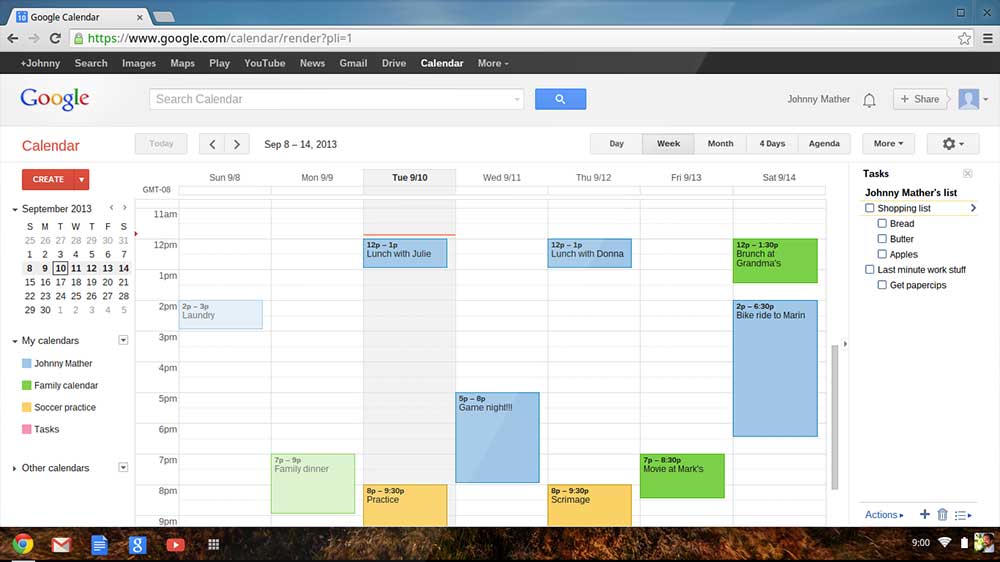 Google Calendar
https://www.google.com/calendar/render?pli=1
+Johnny Search Images Maps Play YouTube News Gmail Drive Calendar More
Google
Search Calendar
Johnny Mather
+ Share
Calendar
Today
Sep 8 – 14, 2013
Day Week Month 4 Days Agenda
More
CREATE
September 2013
S M T W T F S
25 26 27 28 29 30 31
1 2 3 4 5 6 7
8 9 10 11 12 13 14
15 16 17 18 19 20 21
22 23 24 25 26 27 28
29 30 1 2 3 4 5
My calendars
Johnny Mather
Family calendar
Soccer practice
Tasks
Other calendars
Sun 9/8 Mon 9/9 Tue 9/10 Wed 9/11 Thu 9/12 Fri 9/13 Sat 9/14
GMT-08
11am
12pm
1pm
2pm
3pm
4pm
5pm
6pm
7pm
8pm
9pm
2p – 3p
Laundry
7p – 9p
Family dinner
12p – 1p
Lunch with Julie
8p – 9:30p
Practice
5p – 8p
Game night!!!
12p – 1p
Lunch with Donna
8p – 9:30p
Scrimage
7p – 8:30p
Movie at Mark's
12p – 1:30p
Brunch at
Grandma's
2p – 6:30p
Bike ride to Marin
Tasks
Johnny Mather's list
Shopping list
Bread
Butter
Apples
Last minute work stuff
Get papercips
Actions
9:00